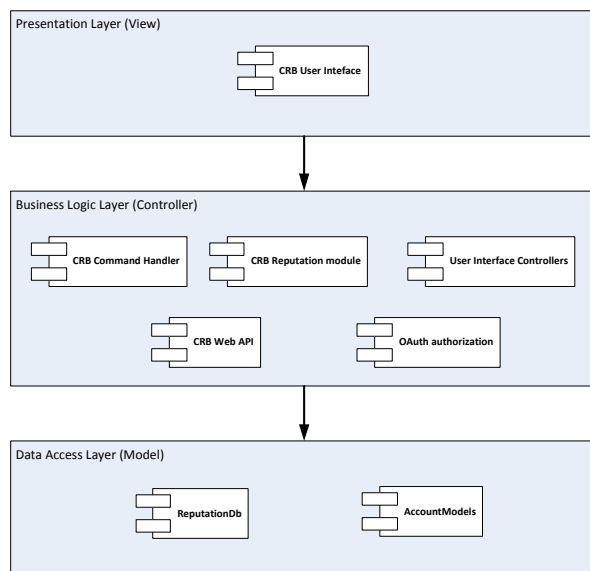 Presentation Layer (View)
CRB User Inteface
Business Logic Layer (Controller)
CRB Command Handler
CRB Reputation module
User Interface Controllers
CRB Web API
OAuth authorization
Data Access Layer (Model)
ReputationDb
AccountModels